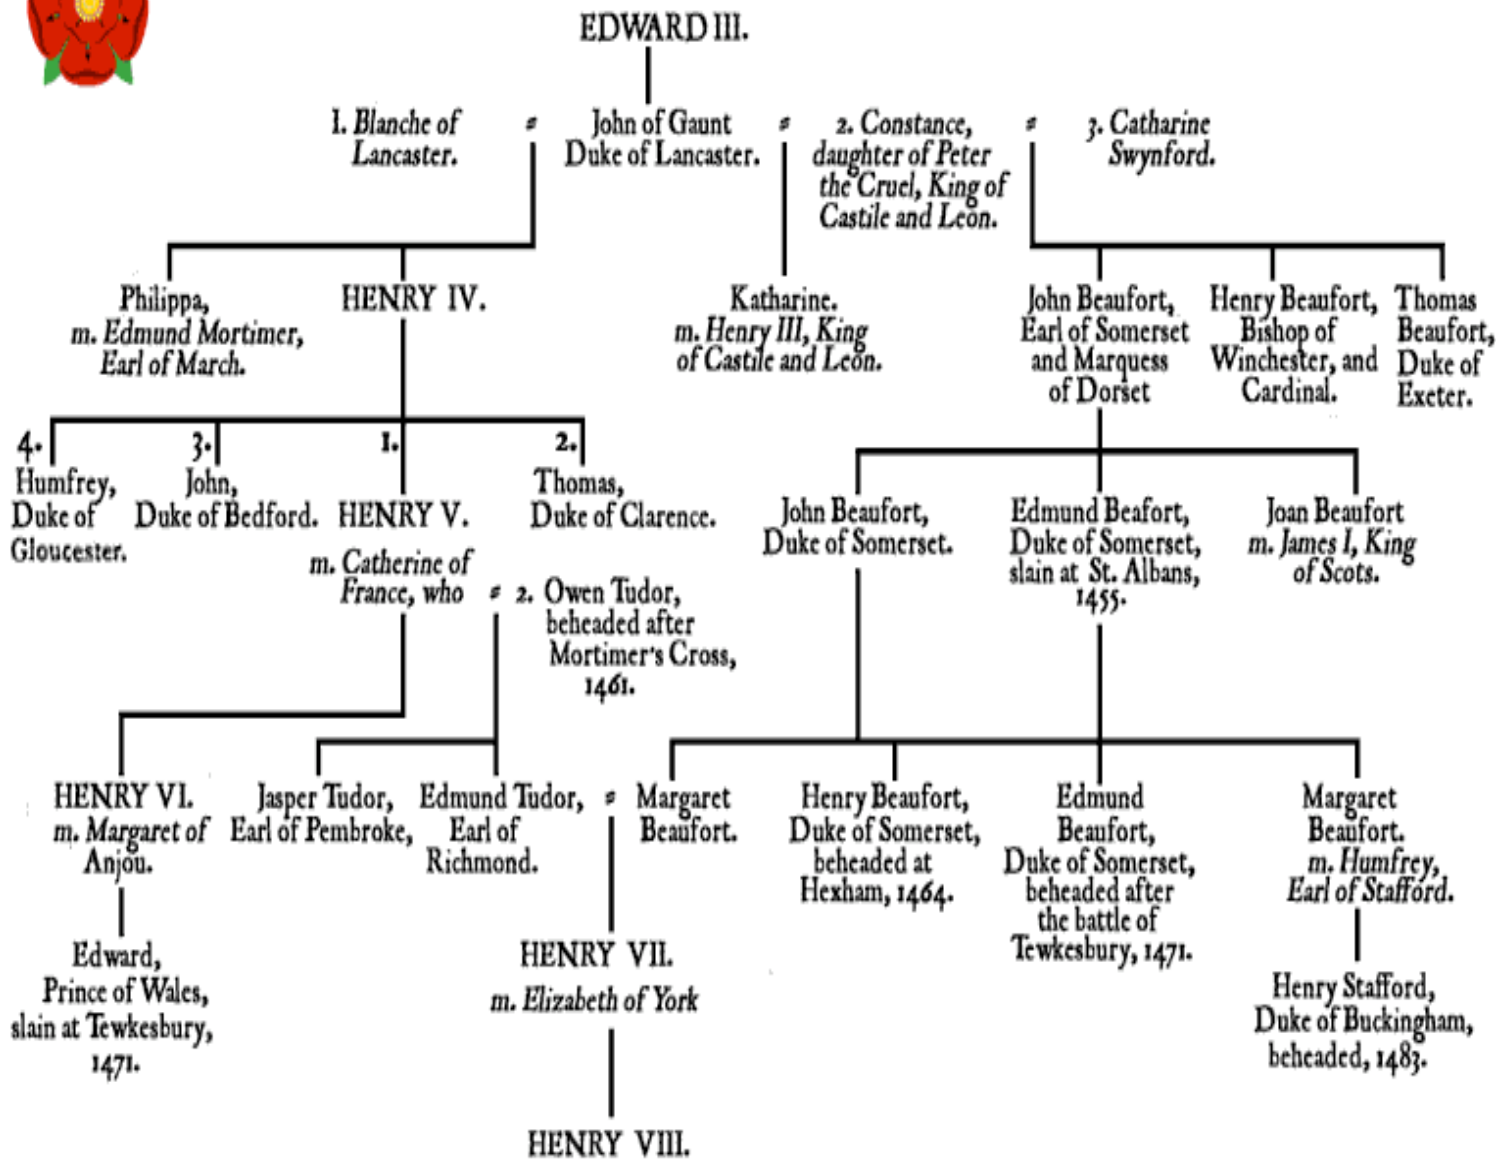 EDWARD III.
1. Blanche of
Lancaster.
=
John of Gaunt
Duke of Lancaster.
=
2. Constance,
daughter of Peter
the Cruel, King of
Castile and Leon.
=
3. Catharine
Swynford.
Philippa,
m. Edmund Mortimer,
Earl of March.
HENRY IV.
Katharine.
m. Henry III, King
of Castile and Leon.
John Beaufort,
Earl of Somerset
and Marquess
of Dorset
Henry Beaufort,
Bishop of
Winchester, and
Cardinal.
Thomas
Beaufort,
Duke of
Exeter.
4.
Humfrey,
Duke of
Gloucester.
3.
John,
Duke of Bedford.
1.
HENRY V.
m. Catherine of
France, who
=
2. Owen Tudor,
beheaded after
Mortimer's Cross,
1461.
2.
Thomas,
Duke of Clarence.
John Beaufort,
Duke of Somerset.
Edmund Beafort,
Duke of Somerset,
slain at St. Albans,
1455.
Joan Beaufort
m. James I, King
of Scots.
HENRY VI.
m. Margaret of
Anjou.
Jasper Tudor,
Earl of Pembroke,
Edmund Tudor,
Earl of
Richmond.
=
Margaret
Beaufort.
Henry Beaufort,
Duke of Somerset,
beheaded at
Hexham, 1464.
Edmund
Beaufort,
Duke of Somerset,
beheaded after
the battle of
Tewkesbury, 1471.
Margaret
Beaufort.
m. Humfrey,
Earl of Stafford.
Edward,
Prince of Wales,
slain at Tewkesbury,
1471.
HENRY VII.
m. Elizabeth of York
Henry Stafford,
Duke of Buckingham,
beheaded, 1483.
HENRY VIII.